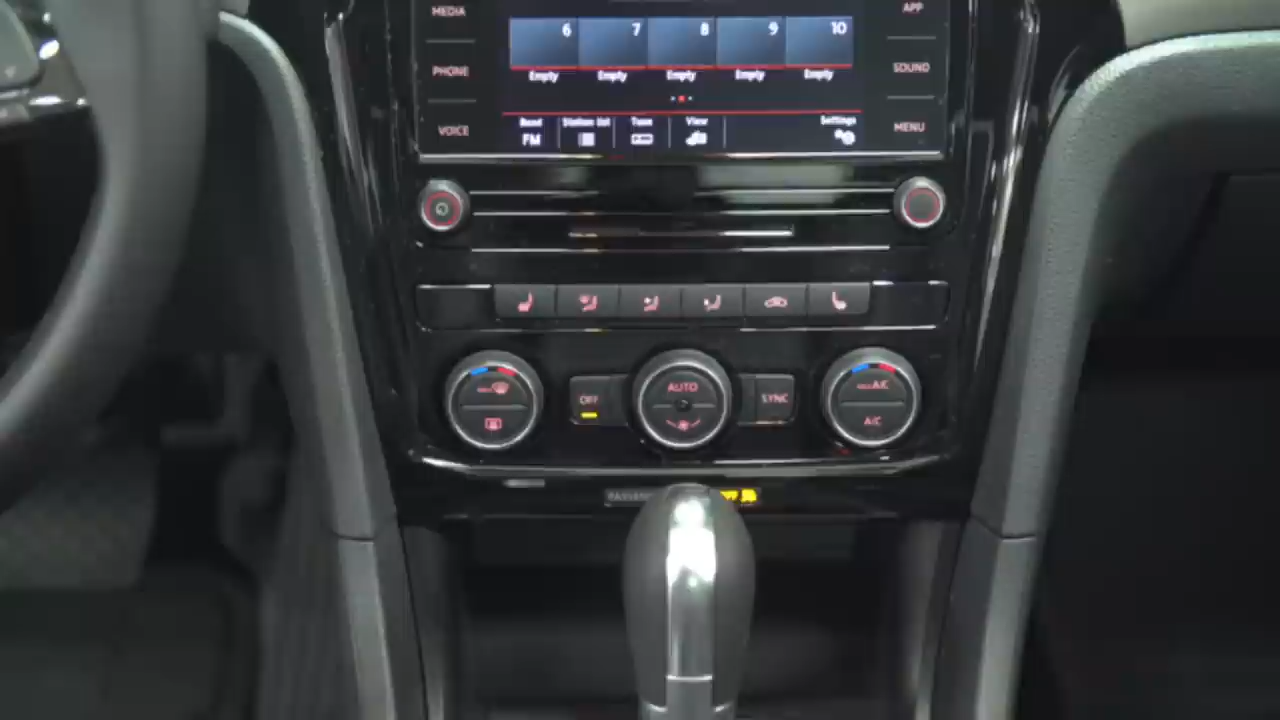 MEDIA
APP
6 7 8 9 10
PHONE
Empty Empty Empty Empty Empty
SOUND
VOICE
Band Station list Tune View Settings
FM
MENU
OFF
AUTO
SYNC
A/C
A/C
OFF